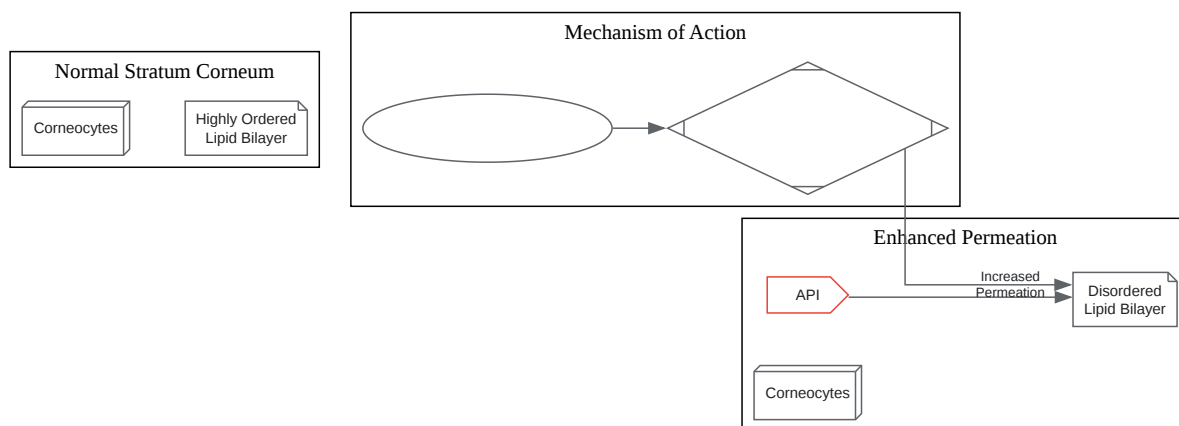 Mechanism of Action
Normal Stratum Corneum
Corneocytes
Highly Ordered
Lipid Bilayer
Enhanced Permeation
API
Increased
Permeation
Disordered
Lipid Bilayer
Corneocytes